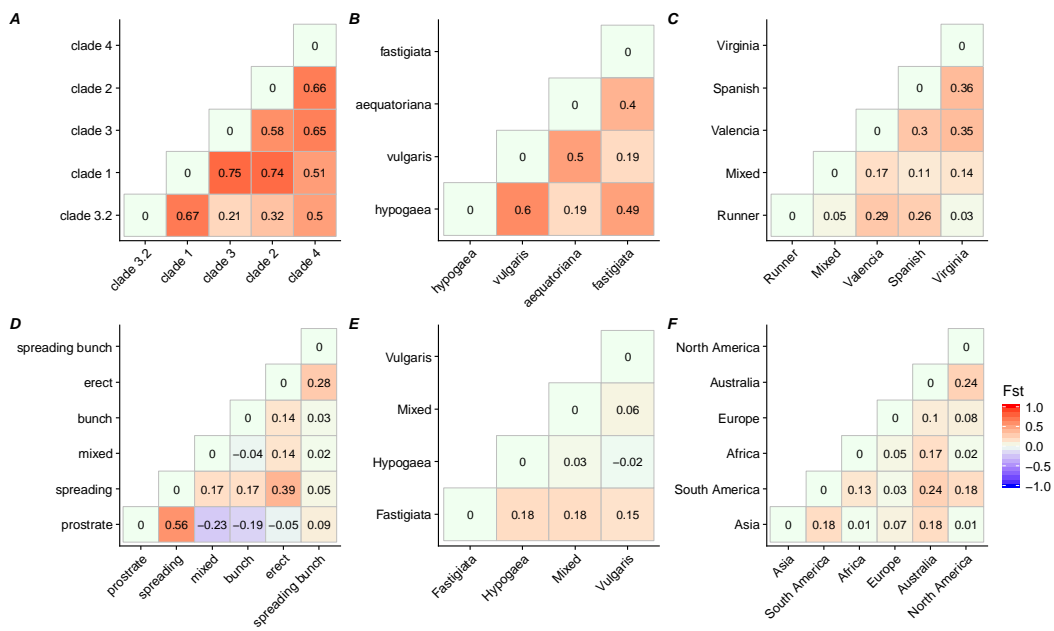 A
clade 4
0
clade 2
0
0.66
clade 3
0
0.58
0.65
clade 1
0
0.75
0.74
0.51
clade 3.2
0
0.67
0.21
0.32
0.5
clade 3.2
clade 1
clade 3
clade 2
clade 4
B
fastigiata
0
aequatoriana
0
0.4
vulgaris
0
0.5
0.19
hypogaea
0
0.6
0.19
0.49
hypogaea
vulgaris
aequatoriana
fastigiata
C
Virginia
0
Spanish
0
0.36
Valencia
0
0.3
0.35
Mixed
0
0.17
0.11
0.14
Runner
0
0.05
0.29
0.26
0.03
Runner
Mixed
Valencia
Spanish
Virginia
D
spreading bunch
0
erect
0
0.28
bunch
0
0.14
0.03
mixed
0
−0.04
0.14
0.02
spreading
0
0.17
0.17
0.39
0.05
prostrate
0
0.56
−0.23
−0.19
−0.05
0.09
prostrate
spreading
mixed
bunch
erect
spreading bunch
E
Vulgaris
0
Mixed
0
0.06
Hypogaea
0
0.03
−0.02
Fastigiata
0
0.18
0.18
0.15
Fastigiata
Hypogaea
Mixed
Vulgaris
F
North America
0
Australia
0
0.24
Europe
0
0.1
0.08
Africa
0
0.05
0.17
0.02
South America
0
0.13
0.03
0.24
0.18
Asia
0
0.18
0.01
0.07
0.18
0.01
Asia
South America
Africa
Europe
Australia
North America
Fst
1.0
0.5
0.0
−0.5
−1.0